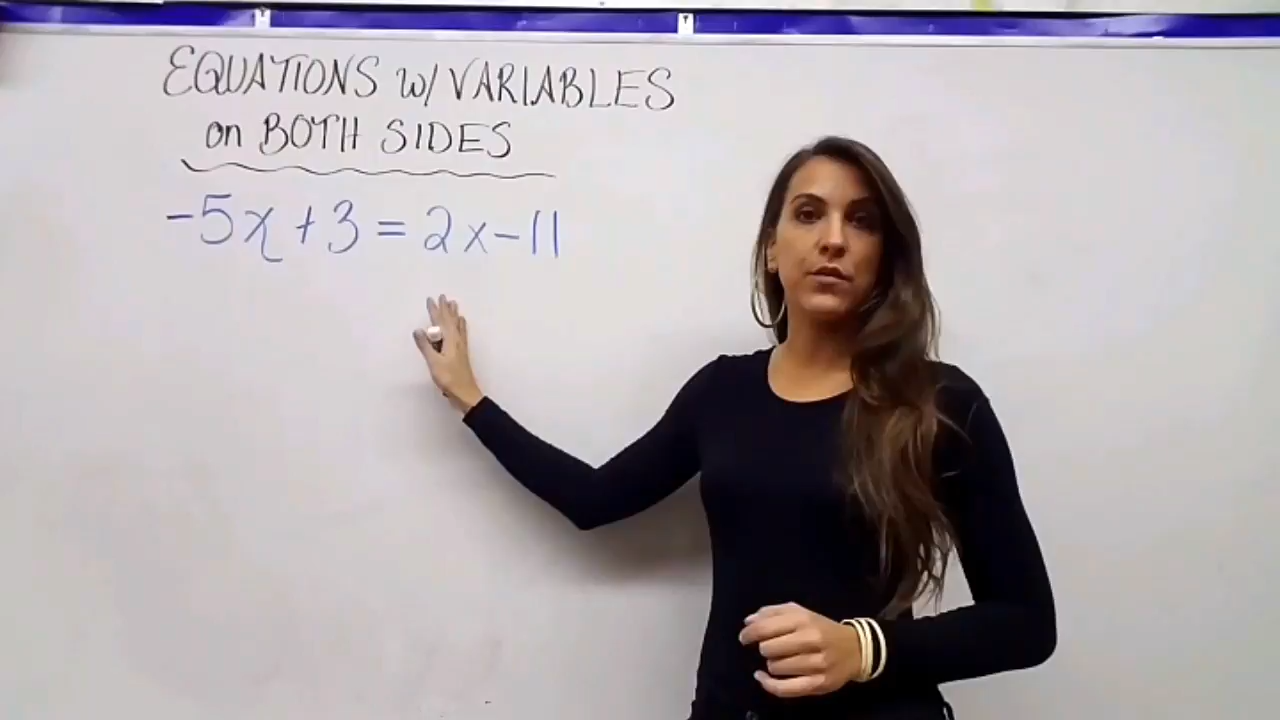 EQUATIONS w/ VARIABLES
on BOTH SIDES
-5x + 3 = 2x - 11